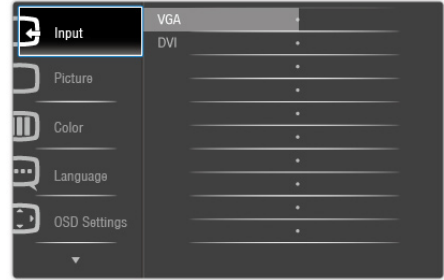 Input
Picture
Color
Language
OSD Settings
VGA
DVI